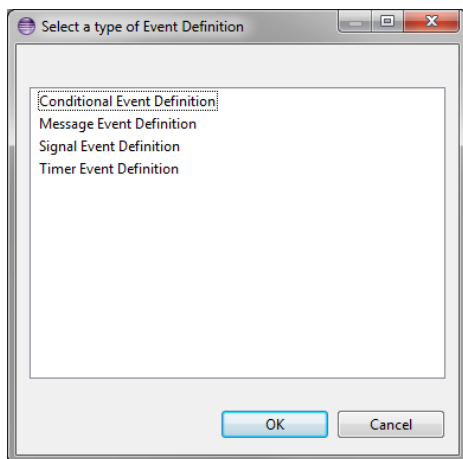 Select a type of Event Definition
Conditional Event Definition
Message Event Definition
Signal Event Definition
Timer Event Definition
OK
Cancel